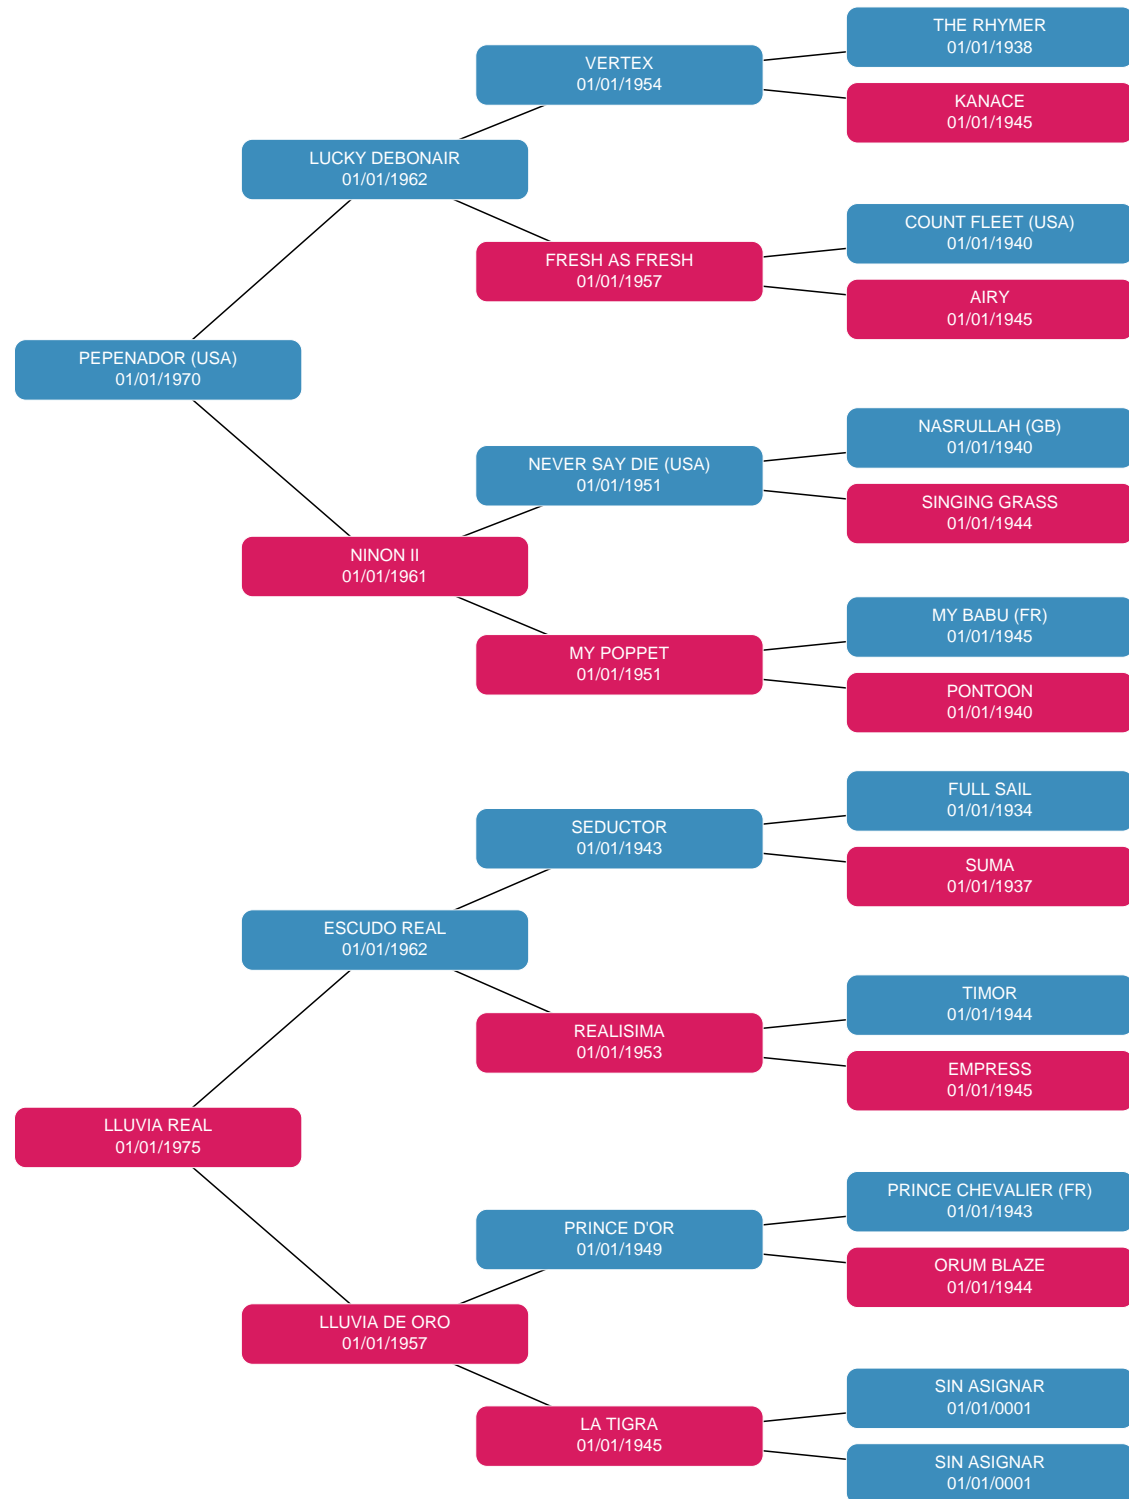 THE RHYMER
01/01/1938
VERTEX
01/01/1954
KANACE
01/01/1945
LUCKY DEBONAIR
01/01/1962
COUNT FLEET (USA)
01/01/1940
FRESH AS FRESH
01/01/1957
AIRY
01/01/1945
PEPENADOR (USA)
01/01/1970
NASRULLAH (GB)
01/01/1940
NEVER SAY DIE (USA)
01/01/1951
SINGING GRASS
01/01/1944
NINON II
01/01/1961
MY BABU (FR)
01/01/1945
MY POPPET
01/01/1951
PONTOON
01/01/1940
FULL SAIL
01/01/1934
SEDUCTOR
01/01/1943
SUMA
01/01/1937
ESCUDO REAL
01/01/1962
TIMOR
01/01/1944
REALISIMA
01/01/1953
EMPRESS
01/01/1945
LLUVIA REAL
01/01/1975
PRINCE CHEVALIER (FR)
01/01/1943
PRINCE D'OR
01/01/1949
ORUM BLAZE
01/01/1944
LLUVIA DE ORO
01/01/1957
SIN ASIGNAR
01/01/0001
LA TIGRA
01/01/1945
SIN ASIGNAR
01/01/0001